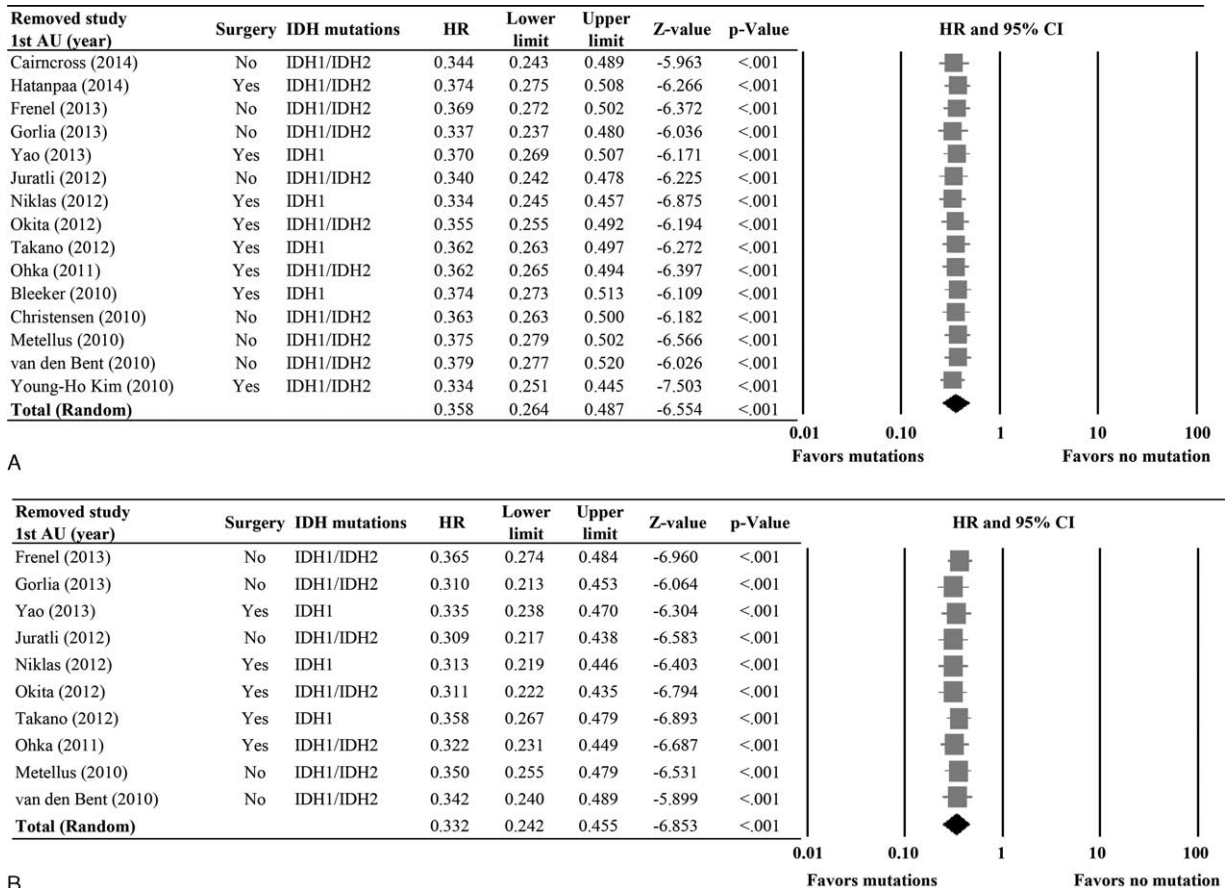 Removed study Lower Upper
1st AU (year) Surgery IDH mutations HR limit limit Z-value p-Value HR and 95% CI
Cairncross (2014) No IDH1/IDH2 0.344 0.243 0.489 -5.963 <.001
Hatanpaa (2014) Yes IDH1/IDH2 0.374 0.275 0.508 -6.266 <.001
Frenel (2013) No IDH1/IDH2 0.369 0.272 0.502 -6.372 <.001
Gorlia (2013) No IDH1/IDH2 0.337 0.237 0.480 -6.036 <.001
Yao (2013) Yes IDH1 0.370 0.269 0.507 -6.171 <.001
Juratli (2012) No IDH1/IDH2 0.340 0.242 0.478 -6.225 <.001
Niklas (2012) Yes IDH1 0.334 0.245 0.457 -6.875 <.001
Okita (2012) Yes IDH1/IDH2 0.355 0.255 0.492 -6.194 <.001
Takano (2012) Yes IDH1 0.362 0.263 0.497 -6.272 <.001
Ohka (2011) Yes IDH1/IDH2 0.362 0.265 0.494 -6.397 <.001
Bleeker (2010) Yes IDH1 0.374 0.273 0.513 -6.109 <.001
Christensen (2010) No IDH1/IDH2 0.363 0.263 0.500 -6.182 <.001
Metellus (2010) No IDH1/IDH2 0.375 0.279 0.502 -6.566 <.001
van den Bent (2010) No IDH1/IDH2 0.379 0.277 0.520 -6.026 <.001
Young-Ho Kim (2010) Yes IDH1/IDH2 0.334 0.251 0.445 -7.503 <.001
Total (Random) 0.358 0.264 0.487 -6.554 <.001
0.01 0.10 1 10 100
Favors mutations Favors no mutation
A
Removed study Lower Upper
1st AU (year) Surgery IDH mutations HR limit limit Z-value p-Value HR and 95% CI
Frenel (2013) No IDH1/IDH2 0.365 0.274 0.484 -6.960 <.001
Gorlia (2013) No IDH1/IDH2 0.310 0.213 0.453 -6.064 <.001
Yao (2013) Yes IDH1 0.335 0.238 0.470 -6.304 <.001
Juratli (2012) No IDH1/IDH2 0.309 0.217 0.438 -6.583 <.001
Niklas (2012) Yes IDH1 0.313 0.219 0.446 -6.403 <.001
Okita (2012) Yes IDH1/IDH2 0.311 0.222 0.435 -6.794 <.001
Takano (2012) Yes IDH1 0.358 0.267 0.479 -6.893 <.001
Ohka (2011) Yes IDH1/IDH2 0.322 0.231 0.449 -6.687 <.001
Metellus (2010) No IDH1/IDH2 0.350 0.255 0.479 -6.531 <.001
van den Bent (2010) No IDH1/IDH2 0.342 0.240 0.489 -5.899 <.001
Total (Random) 0.332 0.242 0.455 -6.853 <.001
0.01 0.10 1 10 100
Favors mutations Favors no mutation
B